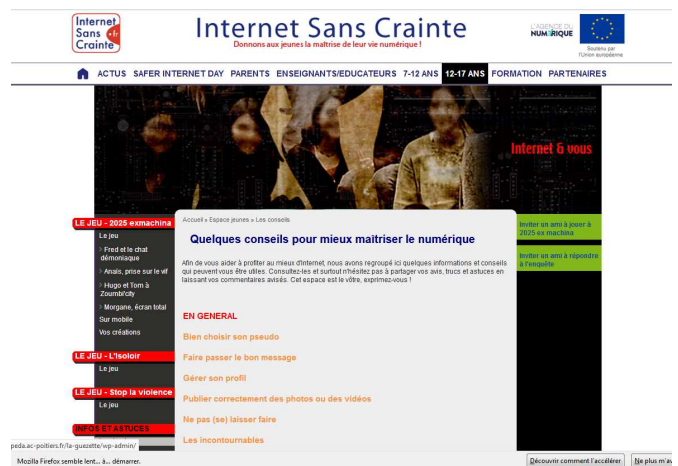 Internet
Sans
.fr
Crainte
Internet Sans Crainte
Donnons aux jeunes la maîtrise de leur vie numérique !
L'AGENCE DU
NUMÉRIQUE
Soutenu par
l'Union européenne
ACTUS SAFER INTERNET DAY PARENTS ENSEIGNANTS/EDUCATEURS 7-12 ANS 12-17 ANS FORMATION PARTENAIRES
Internet & vous
LE JEU - 2025 exmachina
Le jeu
> Fred et le chat
démoniaque
> Anaïs, prise sur le vif
> Hugo et Tom à
Zoumbi'city
> Morgane, écran total
Sur mobile
Vos créations
LE JEU - L'Isoloir
Le jeu
LE JEU - Stop la violence
Le jeu
INFOS ET ASTUCES
Accueil » Espace jeunes » Les conseils
Quelques conseils pour mieux maitriser le numérique
Afin de vous aider à profiter au mieux d'Internet, nous avons regroupé ici quelques informations et conseils
qui peuvent vous être utiles. Consultez-les et surtout n'hésitez pas à partager vos avis, trucs et astuces en
laissant vos commentaires avisés. Cet espace est le vôtre, exprimez-vous !
EN GENERAL
Bien choisir son pseudo
Faire passer le bon message
Gérer son profil
Publier correctement des photos ou des vidéos
Ne pas (se) laisser faire
Les incontournables
Inviter un ami à jouer à
2025 ex machina
Inviter un ami à répondre
à l'enquête
peda.ac-poitiers.fr/la-guezette/wp-admin/
Mozilla Firefox semble lent... à... démarrer.
Découvrir comment l'accélérer
Ne plus m'av